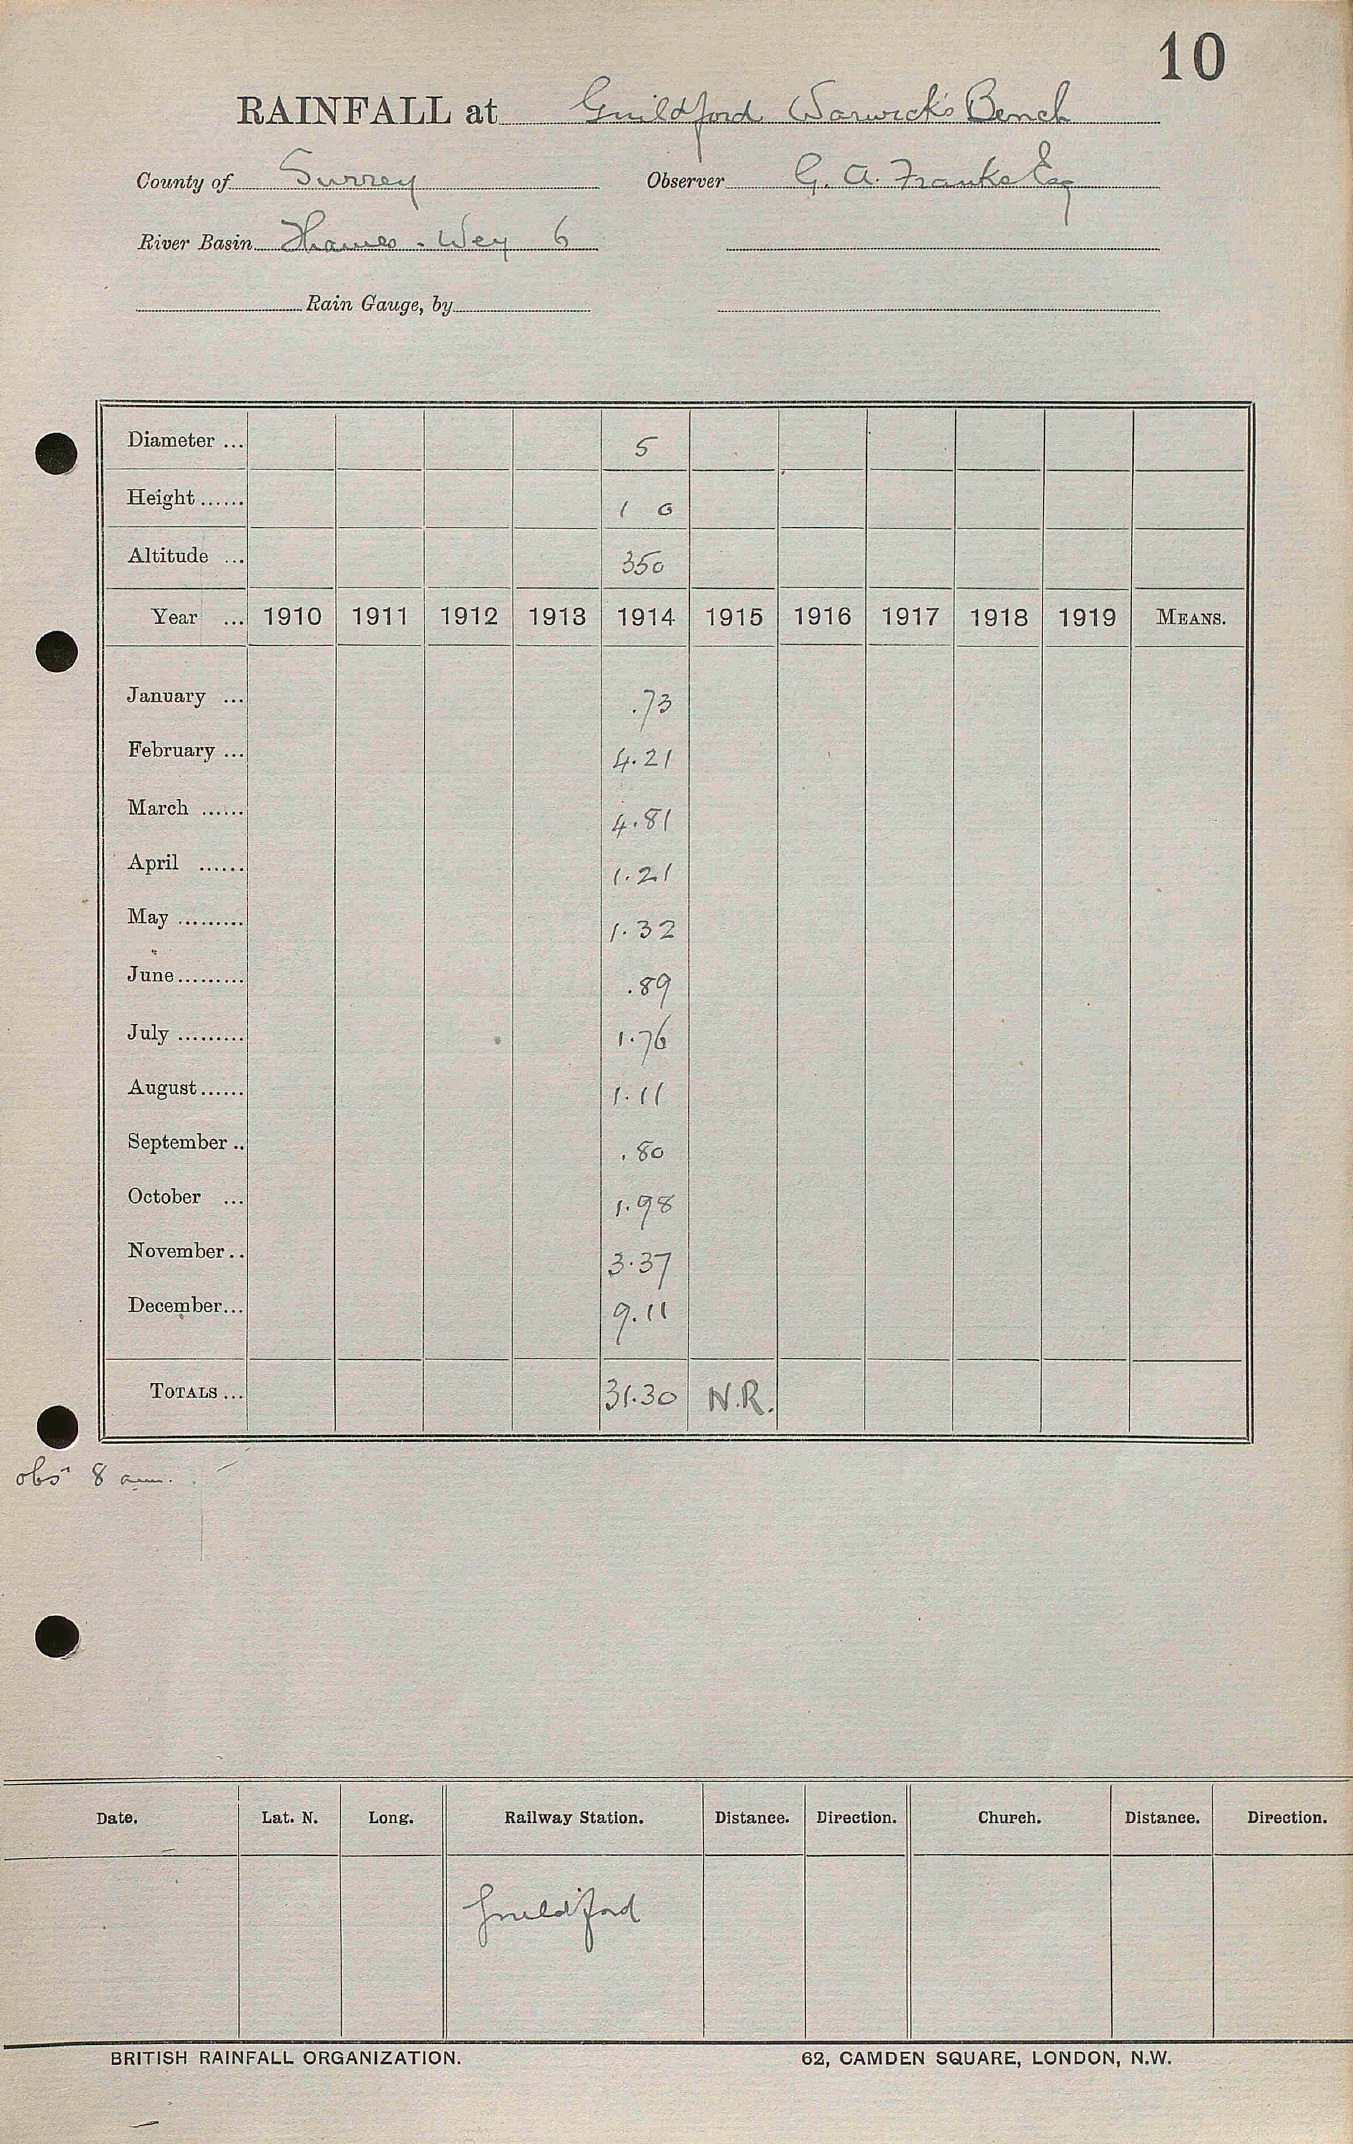 10
RAINFALL at Guildford Warwick's Bench
County of Surrey Observer G. A. Franks Esq
River Basin Thames - Wey 6
Rain Gauge, by
Diameter ... 5
Height ...... 1 0
Altitude ... 350
Year ... 1910 1911 1912 1913 1914 1915 1916 1917 1918 1919 MEANS.
January ... .73
February ... 4.21
March ...... 4.81
April ...... 1.21
May ......... 1.32
June ......... .89
July ......... 1.76
August ...... 1.11
September .. .80
October ... 1.98
November .. 3.37
December... 9.11
TOTALS ... 31.30 N.R.
obsn 8 am.
Date. Lat. N. Long. Railway Station. Distance. Direction. Church. Distance. Direction.
Guildford
BRITISH RAINFALL ORGANIZATION. 62, CAMDEN SQUARE, LONDON, N.W.